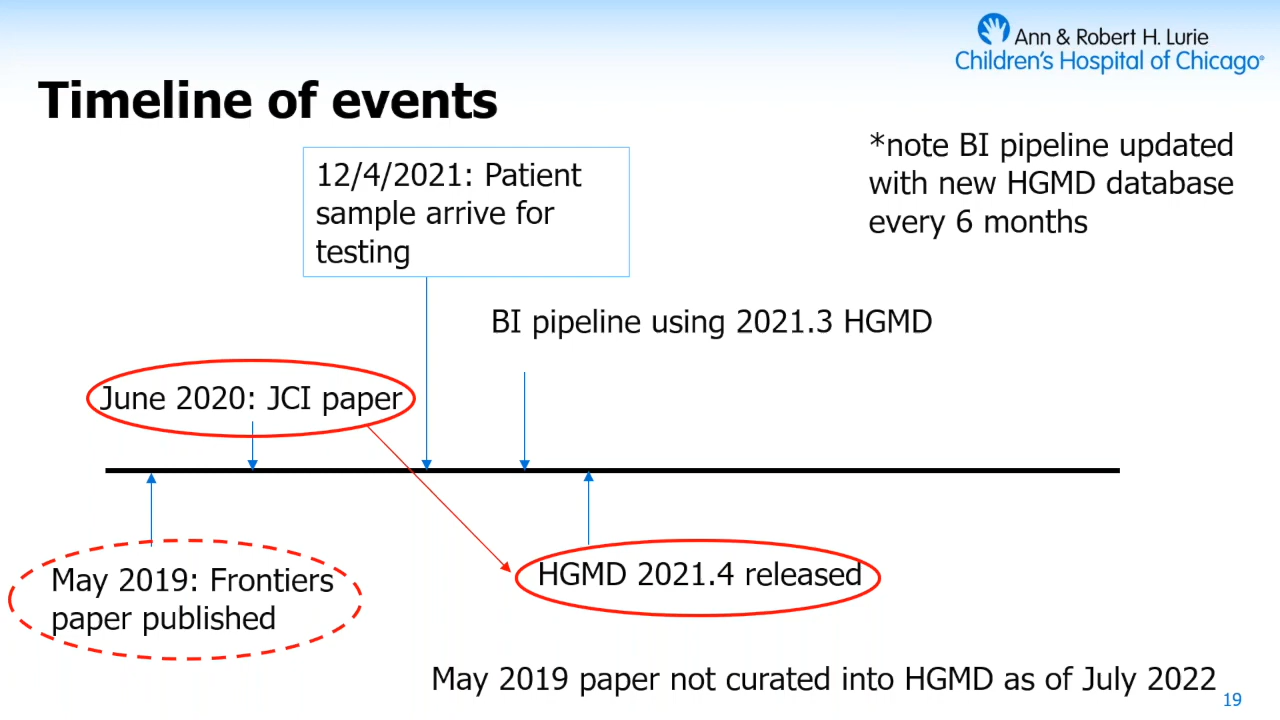 Ann & Robert H. Lurie
Children's Hospital of Chicago®
Timeline of events
*note BI pipeline updated
with new HGMD database
every 6 months
12/4/2021: Patient
sample arrive for
testing
BI pipeline using 2021.3 HGMD
June 2020: JCI paper
HGMD 2021.4 released
May 2019: Frontiers
paper published
May 2019 paper not curated into HGMD as of July 2022
19